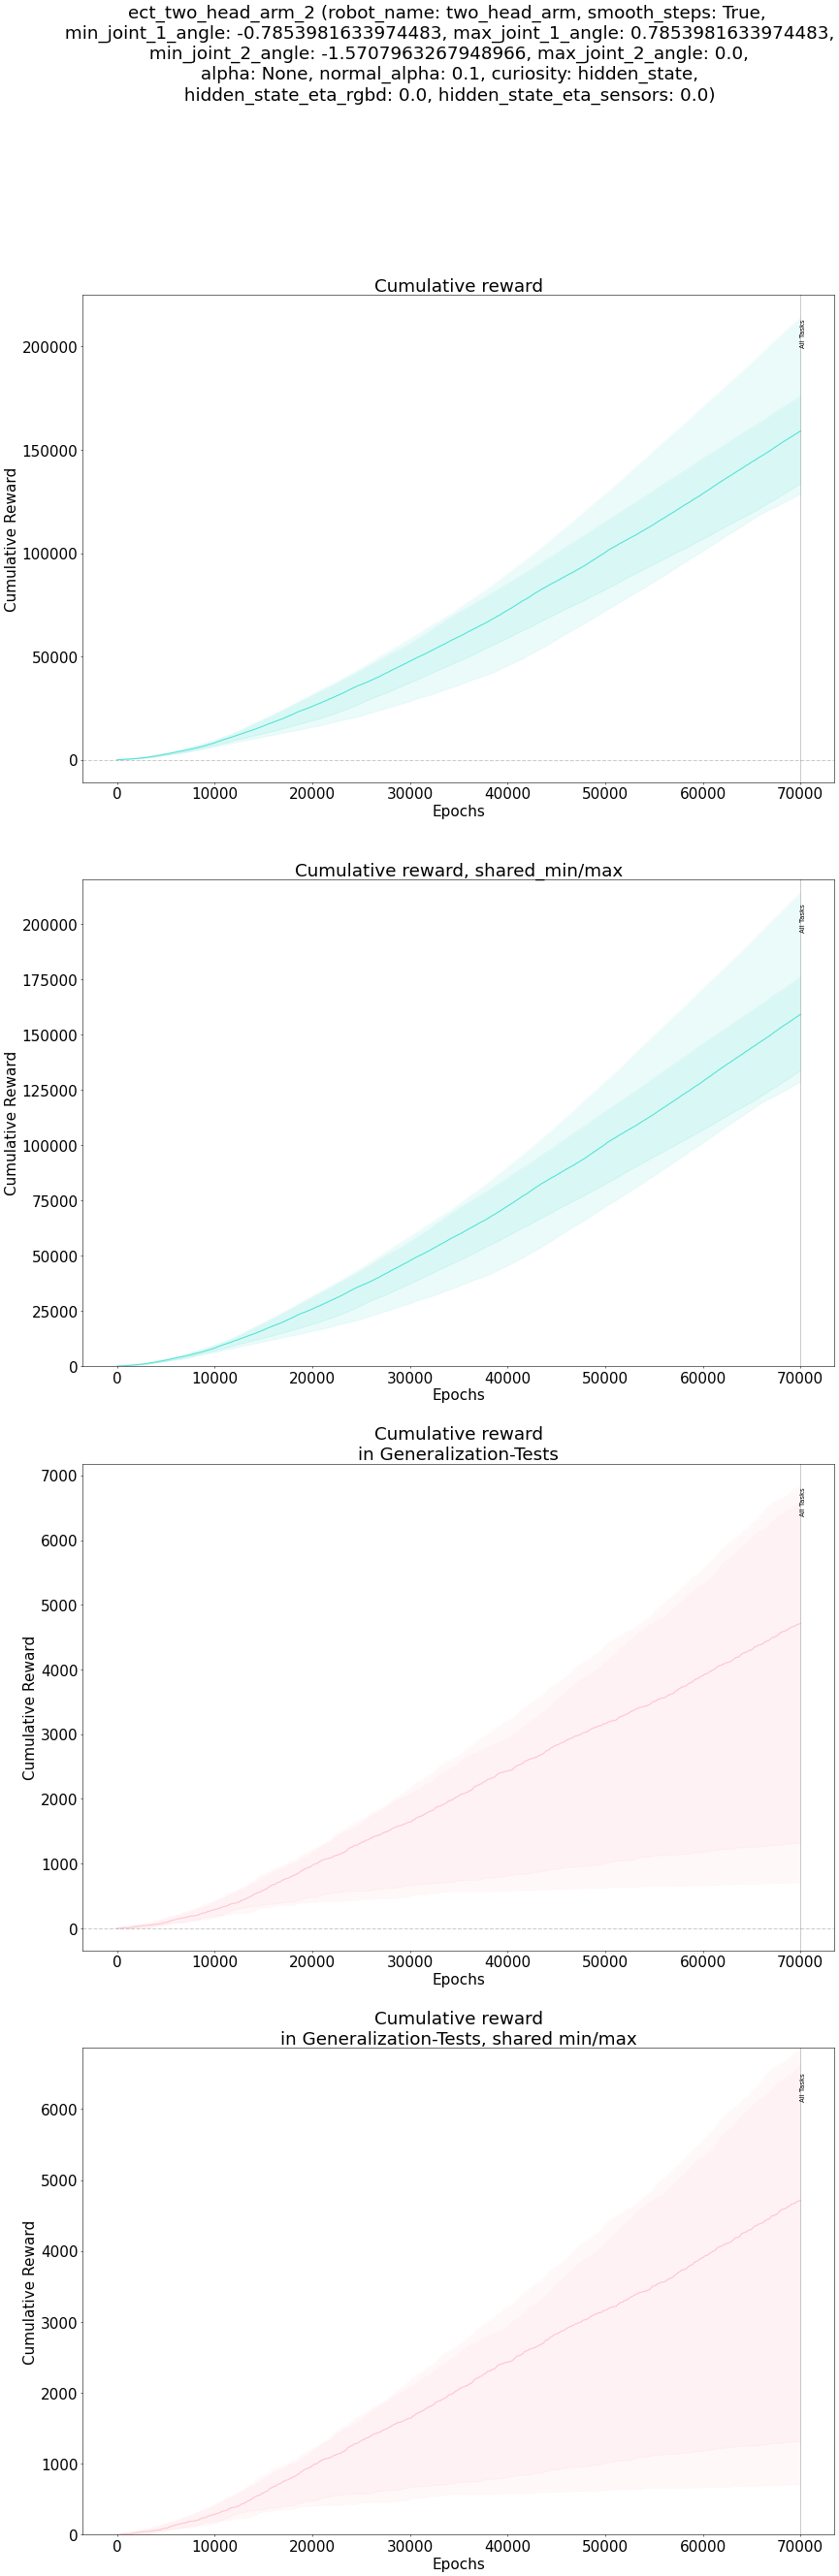 ect_two_head_arm_2 (robot_name: two_head_arm, smooth_steps: True,
min_joint_1_angle: -0.7853981633974483, max_joint_1_angle: 0.7853981633974483,
min_joint_2_angle: -1.5707963267948966, max_joint_2_angle: 0.0,
alpha: None, normal_alpha: 0.1, curiosity: hidden_state,
hidden_state_eta_rgbd: 0.0, hidden_state_eta_sensors: 0.0)
Cumulative reward
All Tasks
200000
150000
100000
50000
0
Cumulative Reward
0 10000 20000 30000 40000 50000 60000 70000
Epochs
Cumulative reward, shared_min/max
All Tasks
200000
175000
150000
125000
100000
75000
50000
25000
0
Cumulative Reward
0 10000 20000 30000 40000 50000 60000 70000
Epochs
Cumulative reward
in Generalization-Tests
All Tasks
7000
6000
5000
4000
3000
2000
1000
0
Cumulative Reward
0 10000 20000 30000 40000 50000 60000 70000
Epochs
Cumulative reward
in Generalization-Tests, shared min/max
All Tasks
6000
5000
4000
3000
2000
1000
0
Cumulative Reward
0 10000 20000 30000 40000 50000 60000 70000
Epochs